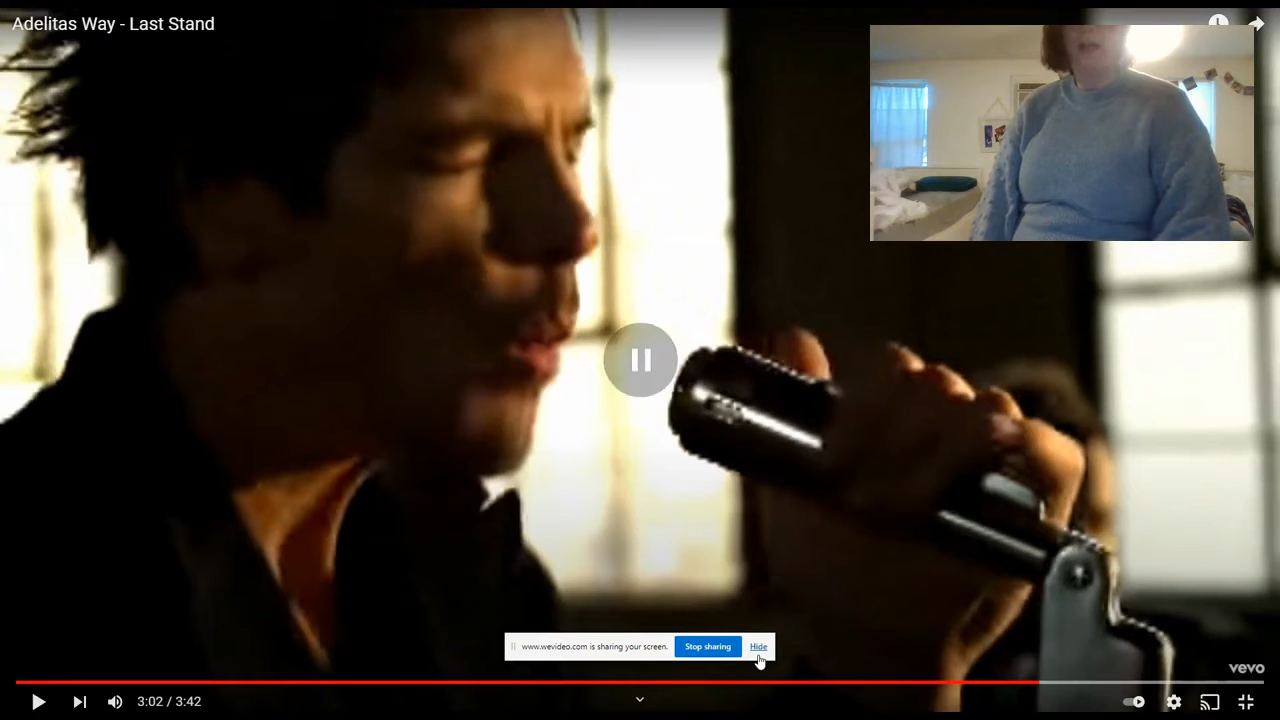 Adelitas Way - Last Stand
www.wevideo.com is sharing your screen.
Stop sharing
Hide
vevo
3:02 / 3:42